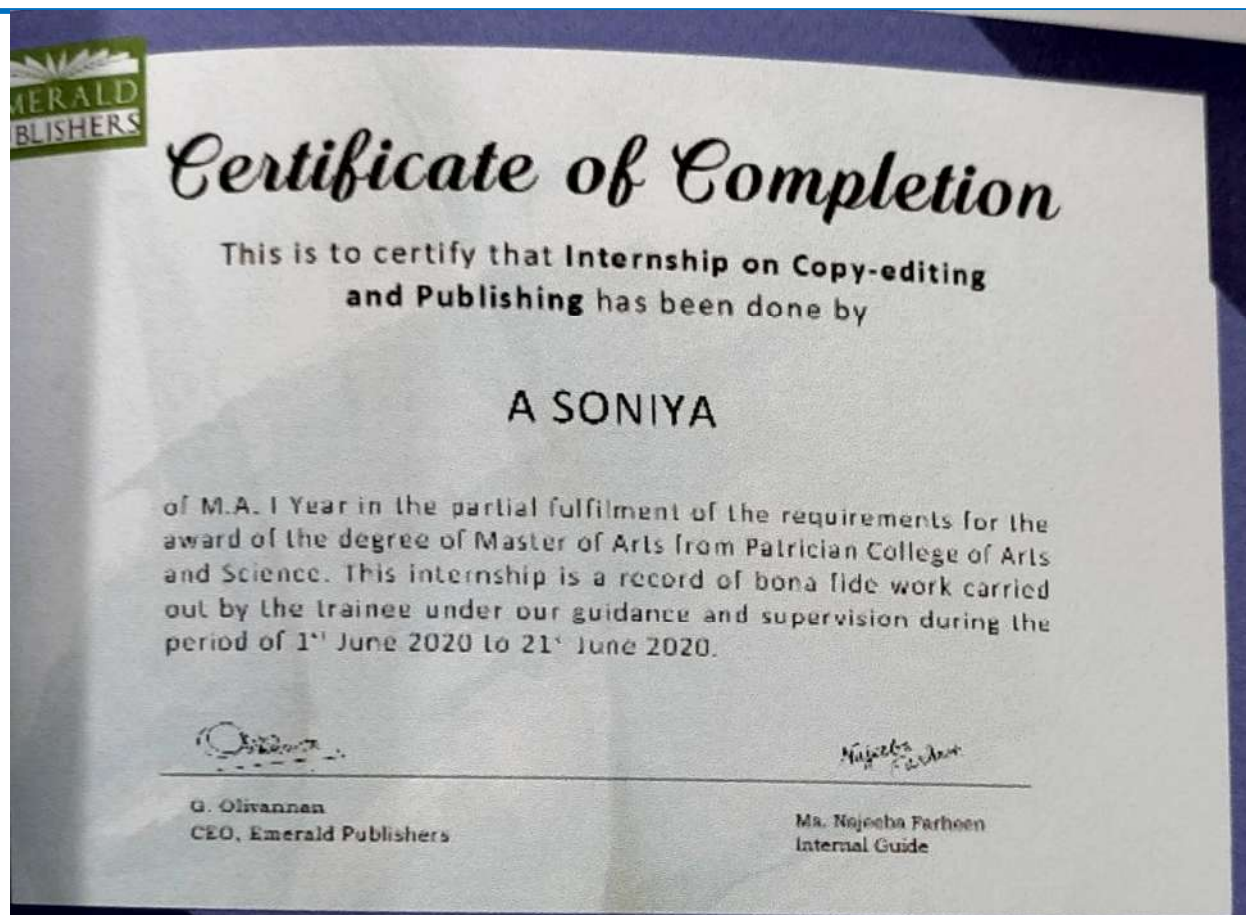 MERALD
BLISHERS
Certificate of Completion
This is to certify that Internship on Copy-editing
and Publishing has been done by
A SONIYA
of M.A. I Year in the partial fulfilment of the requirements for the
award of the degree of Master of Arts from Patrician College of Arts
and Science. This internship is a record of bona fide work carried
out by the trainee under our guidance and supervision during the
period of 1st June 2020 to 21st June 2020.
Najeeba
Farheen
G. Olivannan
CEO, Emerald Publishers
Ms. Najeeba Farheen
Internal Guide